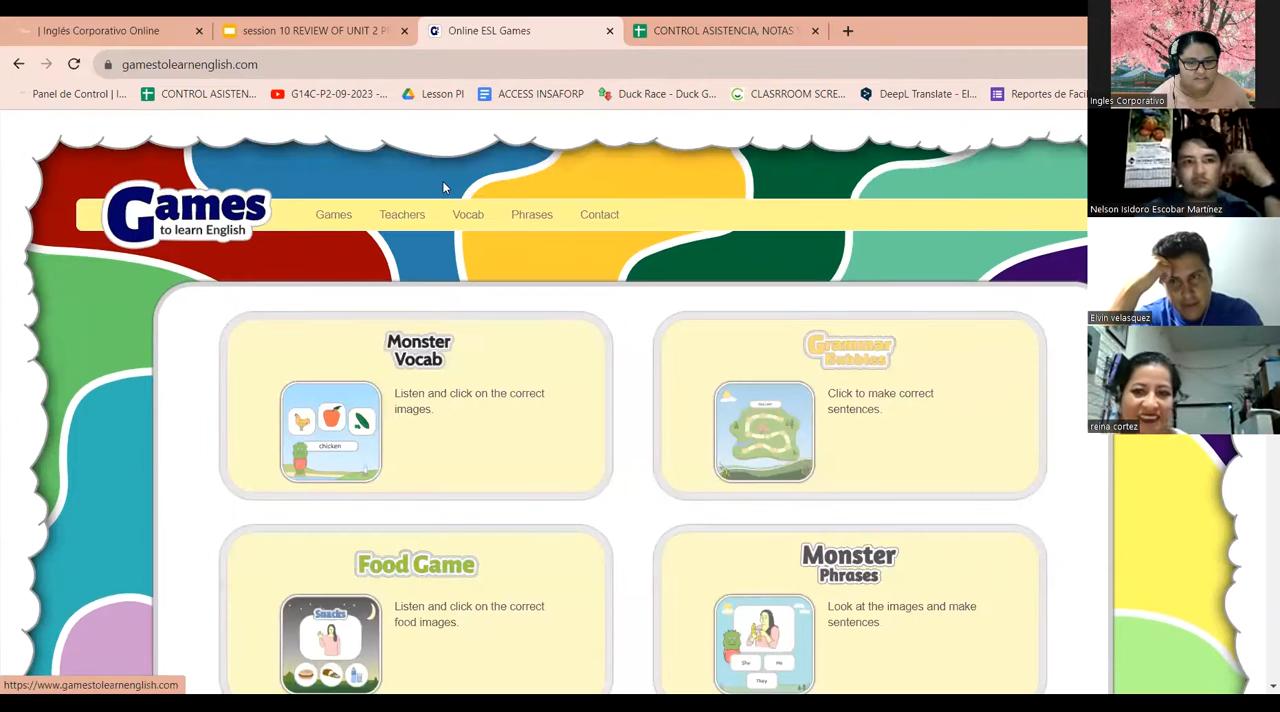 | Inglés Corporativo Online
session 10 REVIEW OF UNIT 2 P
Online ESL Games
CONTROL ASISTENCIA, NOTAS
gamestolearnenglish.com
Panel de Control | I...
CONTROL ASISTEN...
G14C-P2-09-2023 -...
Lesson PI
ACCESS INSAFORP
Duck Race - Duck G...
CLASRROOM SCRE...
DeepL Translate - El...
Reportes de Facil
Ingles Corporativo
Nelson Isidoro Escobar Martínez
Elvin velasquez
reina cortez
Games
to learn English
Games
Teachers
Vocab
Phrases
Contact
Monster
Vocab
Listen and click on the correct
images.
chicken
Grammar
Bubbles
Click to make correct
sentences.
Food Game
Listen and click on the correct
food images.
Snacks
Monster
Phrases
Look at the images and make
sentences
She
He
They
https://www.gamestolearnenglish.com